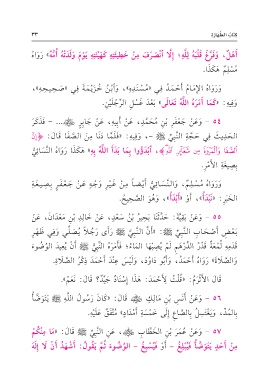 كِتَابُ الطَّهَارَةِ ٣٣
أَهْلٌ، وَفَرَّغَ قَلْبَهُ لِلَّهِ، إِلَّا انْصَرَفَ مِنْ خَطِيئَتِهِ كَهَيْئَتِهِ يَوْمَ وَلَدَتْهُ أُمُّهُ» رَوَاهُ
مُسْلِمٌ هَكَذَا.
وَرَوَاهُ الإِمَامُ أَحْمَدُ فِي «مُسْنَدِهِ»، وَابْنُ خُزَيْمَةَ فِي «صَحِيحِهِ»،
وَفِيهِ: «كَمَا أَمَرَهُ اللَّهُ تَعَالَى» بَعْدَ غَسْلِ الرِّجْلَيْنِ.
٥٤ - وَعَنْ جَعْفَرِ بْنِ مُحَمَّدٍ، عَنْ أَبِيهِ، عَنْ جَابِرٍ ﷺ... - فَذَكَرَ
الحَدِيثَ فِي حَجَّةِ النَّبِيِّ ﷺ -، وَفِيهِ: «فَلَمَّا دَنَا مِنَ الصَّفَا قَالَ: ﴿إِنَّ
الصَّفَا وَالْمَرْوَةَ مِنْ شَعَائِرِ اللَّهِ﴾، ابْدَؤُوا بِمَا بَدَأَ اللَّهُ بِهِ» هَكَذَا رَوَاهُ النَّسَائِيُّ
بِصِيغَةِ الأَمْرِ.
وَرَوَاهُ مُسْلِمٌ، وَالنَّسَائِيُّ أَيْضاً مِنْ غَيْرِ وَجْهٍ عَنْ جَعْفَرٍ بِصِيغَةِ
الخَبَرِ: «نَبْدَأُ»، أَوْ «أَبْدَأُ»، وَهُوَ الصَّحِيحُ.
٥٥ - وَعَنْ بَقِيَّةَ: حَدَّثَنَا بَحِيرُ بْنُ سَعْدٍ، عَنْ خَالِدِ بْنِ مَعْدَانَ، عَنْ
بَعْضِ أَصْحَابِ النَّبِيِّ ﷺ: «أَنَّ النَّبِيَّ ﷺ رَأَى رَجُلاً يُصَلِّي وَفِي ظَهْرِ
قَدَمِهِ لُمْعَةٌ قَدْرُ الدِّرْهَمِ لَمْ يُصِبْهَا المَاءُ، فَأَمَرَهُ النَّبِيُّ ﷺ أَنْ يُعِيدَ الوُضُوءَ
وَالصَّلَاةَ» رَوَاهُ أَحْمَدُ، وَأَبُو دَاوُدَ، وَلَيْسَ عِنْدَ أَحْمَدَ ذِكْرُ الصَّلَاةِ.
قَالَ الأَثْرَمُ: «قُلْتُ لِأَحْمَدَ: هَذَا إِسْنَادٌ جَيِّدٌ؟ قَالَ: نَعَمْ».
٥٦ - وَعَنْ أَنَسِ بْنِ مَالِكٍ ﷺ قَالَ: «كَانَ رَسُولُ اللَّهِ ﷺ يَتَوَضَّأُ
بِالمُدِّ، وَيَغْتَسِلُ بِالصَّاعِ إِلَى خَمْسَةِ أَمْدَادٍ» مُتَّفَقٌ عَلَيْهِ.
٥٧ - وَعَنْ عُمَرَ بْنِ الخَطَّابِ، عَنِ النَّبِيِّ ﷺ قَالَ: «مَا مِنْكُمْ
مِنْ أَحَدٍ يَتَوَضَّأُ فَيُبْلِغُ - أَوْ فَيُسْبِغُ - الوُضُوءَ ثُمَّ يَقُولُ: أَشْهَدُ أَنْ لَا إِلَهَ